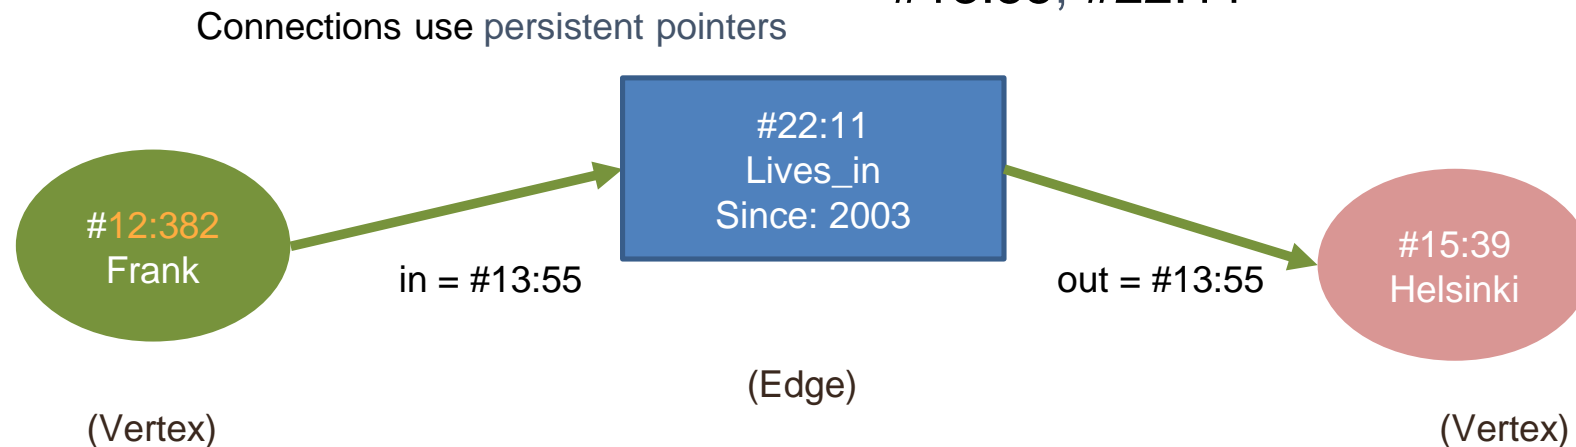 Connections use persistent pointers
#22:11
Lives_in
Since: 2003
#12:382
Frank
#15:39
Helsinki
in = #13:55
out = #13:55
(Edge)
(Vertex)
(Vertex)